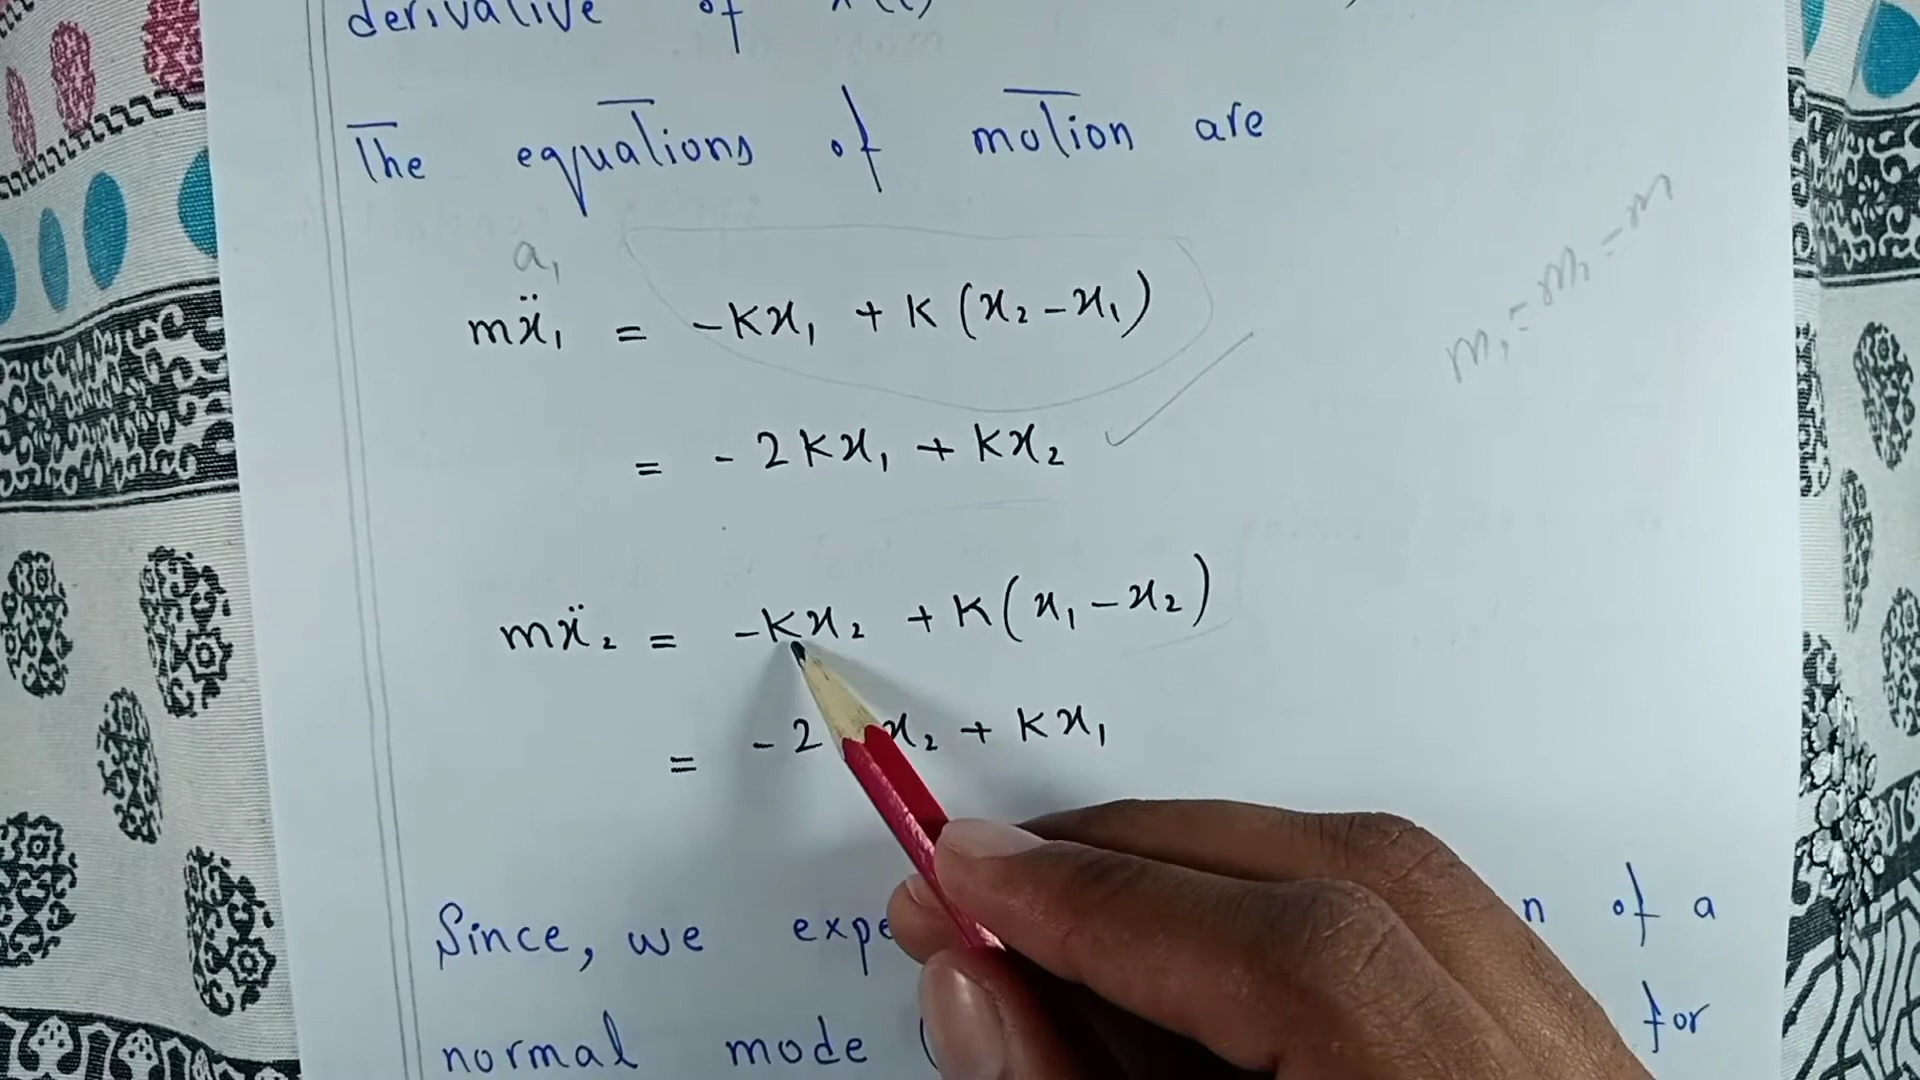 derivative of
The equations of motion are
a₁
mẍ₁ = -Kx₁ + K(x₂-x₁)
m₁=m₂=m
= -2Kx₁ + Kx₂
mẍ₂ = -Kx₂ + K(x₁-x₂)
= -2 x₂ + Kx₁
Since, we of a
normal mode ( for